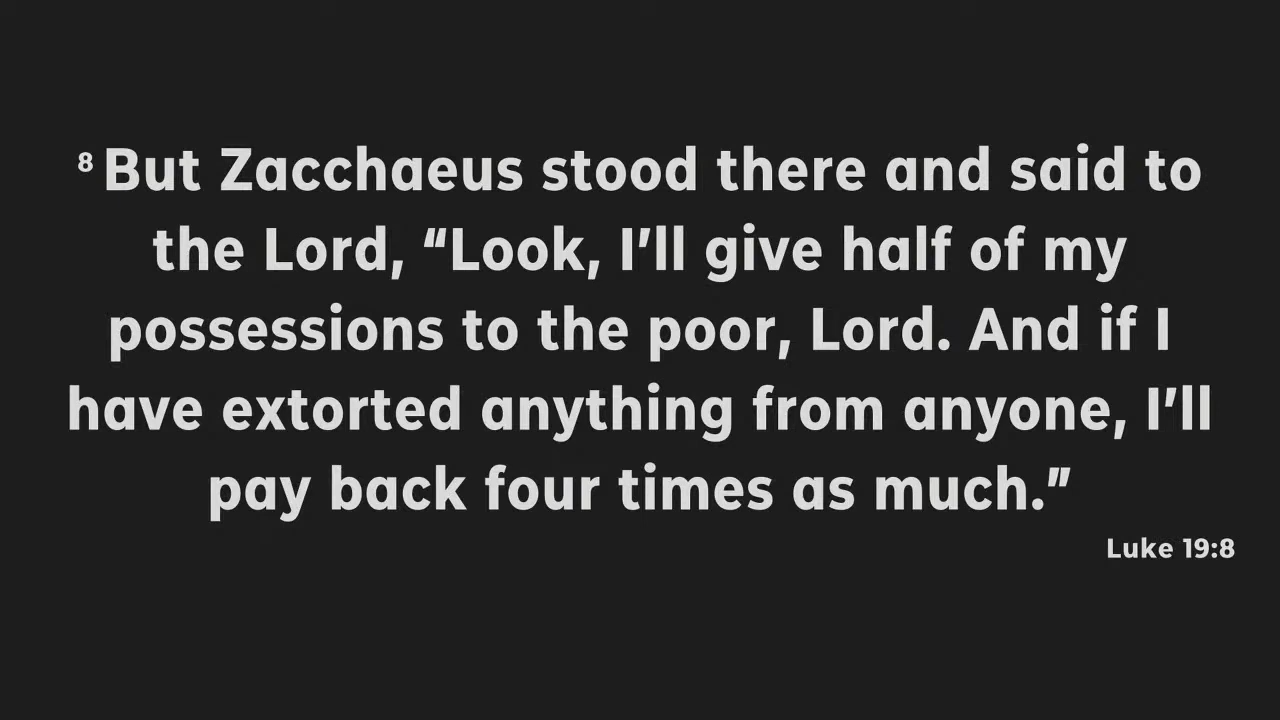 8 But Zacchaeus stood there and said to
the Lord, “Look, I’ll give half of my
possessions to the poor, Lord. And if I
have extorted anything from anyone, I’ll
pay back four times as much.”
Luke 19:8